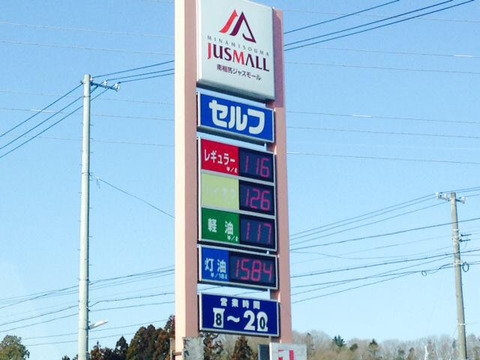 MINAMISOUMA
JUSMALL
南相馬ジャスモール
セルフ
レギュラー 116
126
軽油 117
灯油 1584
営業時間
8～20